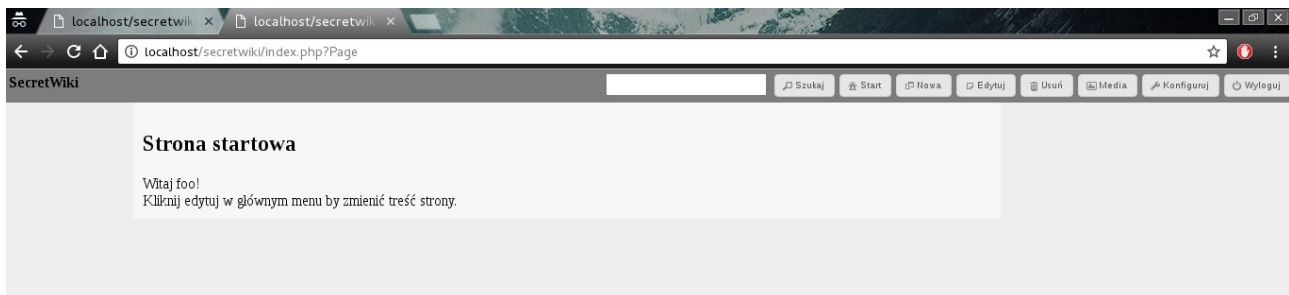 localhost/secretwik
localhost/secretwik
localhost/secretwiki/index.php?Page
SecretWiki
Szukaj
Start
Nowa
Edytuj
Usuń
Media
Konfiguruj
Wyloguj
Strona startowa
Witaj foo!
Kliknij edytuj w głównym menu by zmienić treść strony.